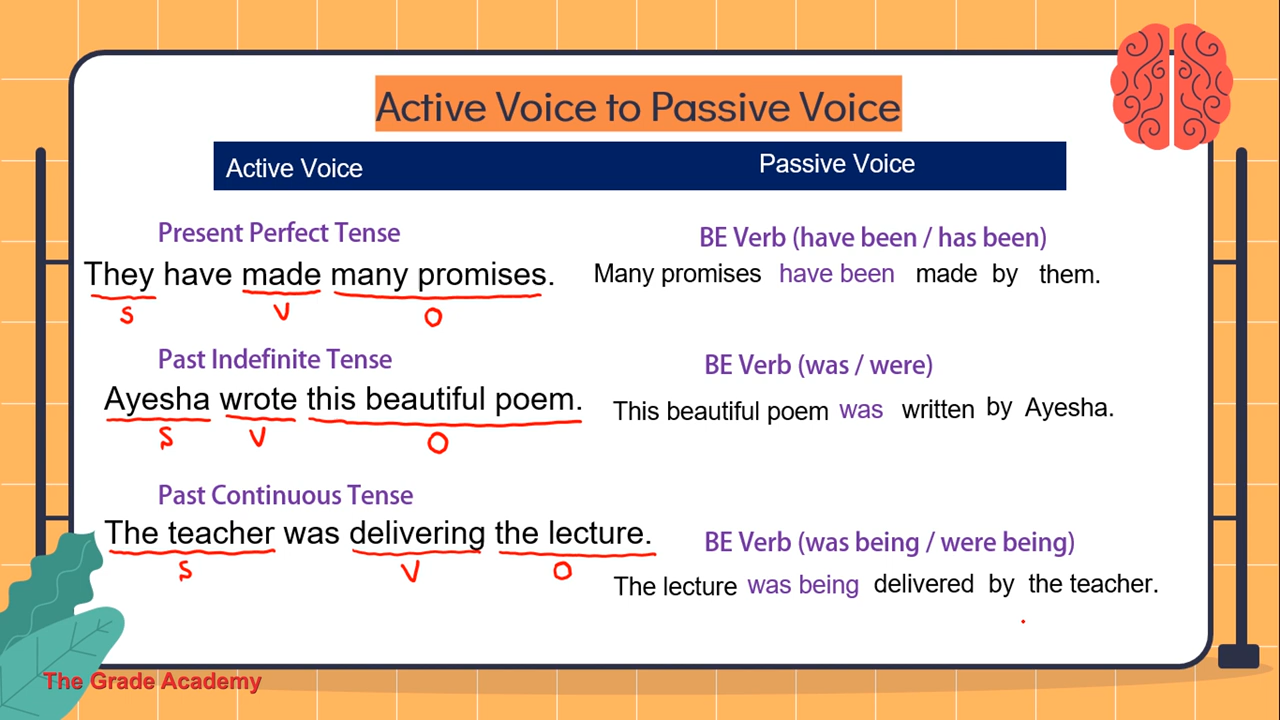 Active Voice to Passive Voice
Active Voice Passive Voice
Present Perfect Tense
BE Verb (have been / has been)
They have made many promises.
Many promises have been made by them.
S V O
Past Indefinite Tense
BE Verb (was / were)
Ayesha wrote this beautiful poem.
This beautiful poem was written by Ayesha.
S V O
Past Continuous Tense
The teacher was delivering the lecture.
BE Verb (was being / were being)
S V O
The lecture was being delivered by the teacher.
The Grade Academy